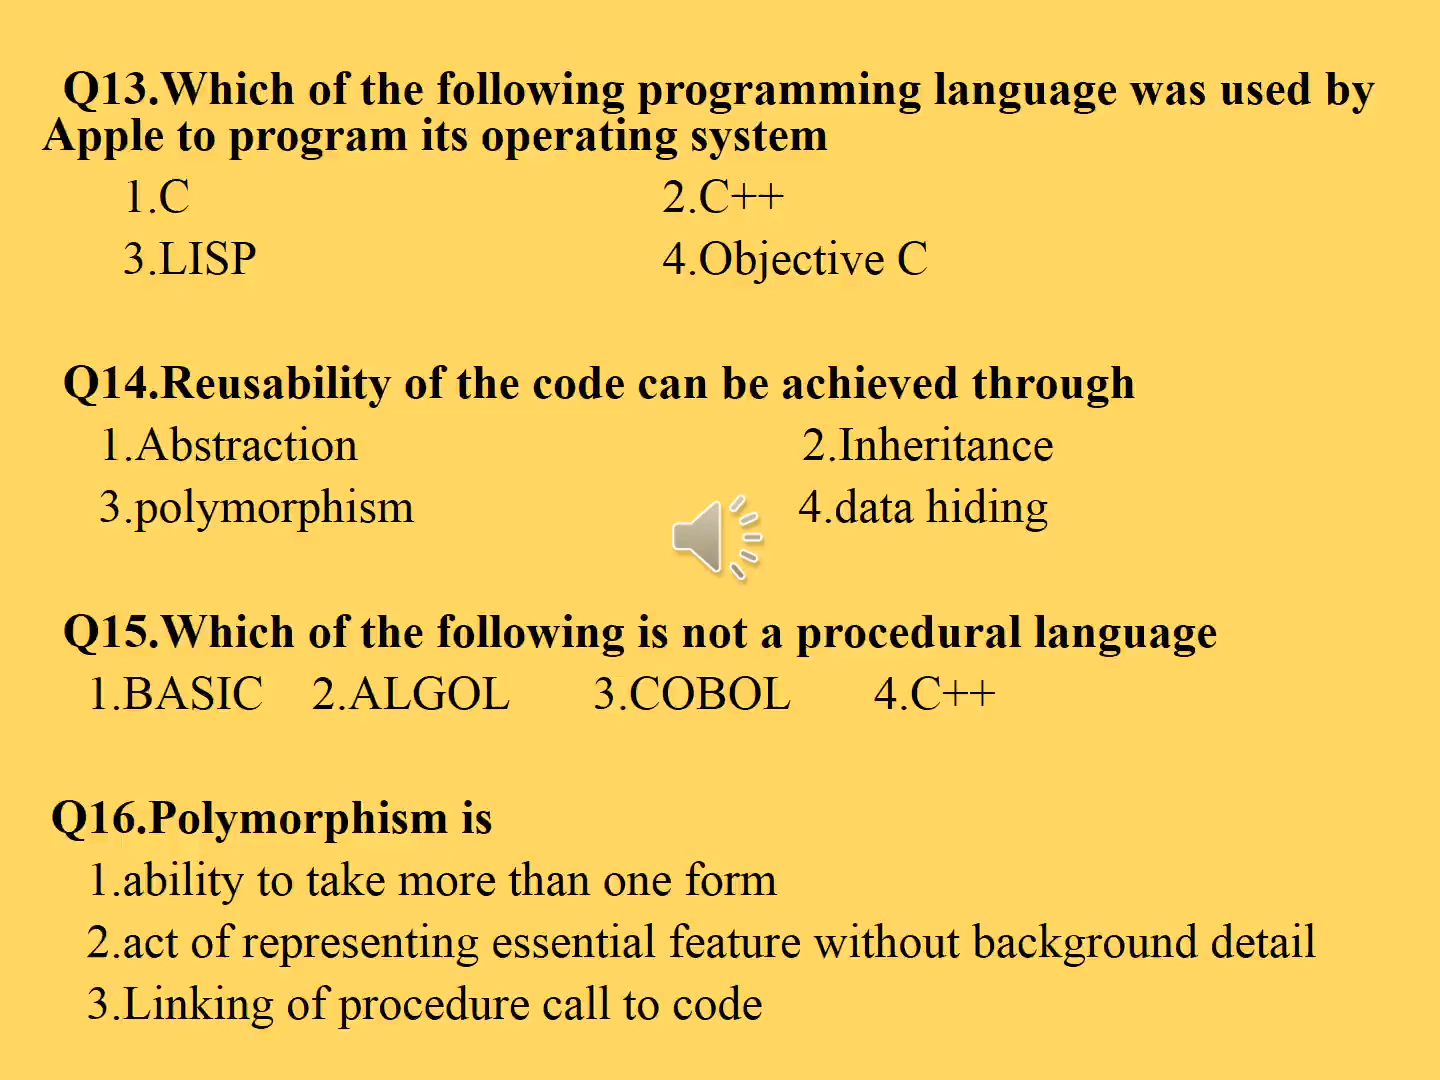 Q13.Which of the following programming language was used by
Apple to program its operating system
1.C 2.C++
3.LISP 4.Objective C
Q14.Reusability of the code can be achieved through
1.Abstraction 2.Inheritance
3.polymorphism 4.data hiding
Q15.Which of the following is not a procedural language
1.BASIC 2.ALGOL 3.COBOL 4.C++
Q16.Polymorphism is
1.ability to take more than one form
2.act of representing essential feature without background detail
3.Linking of procedure call to code